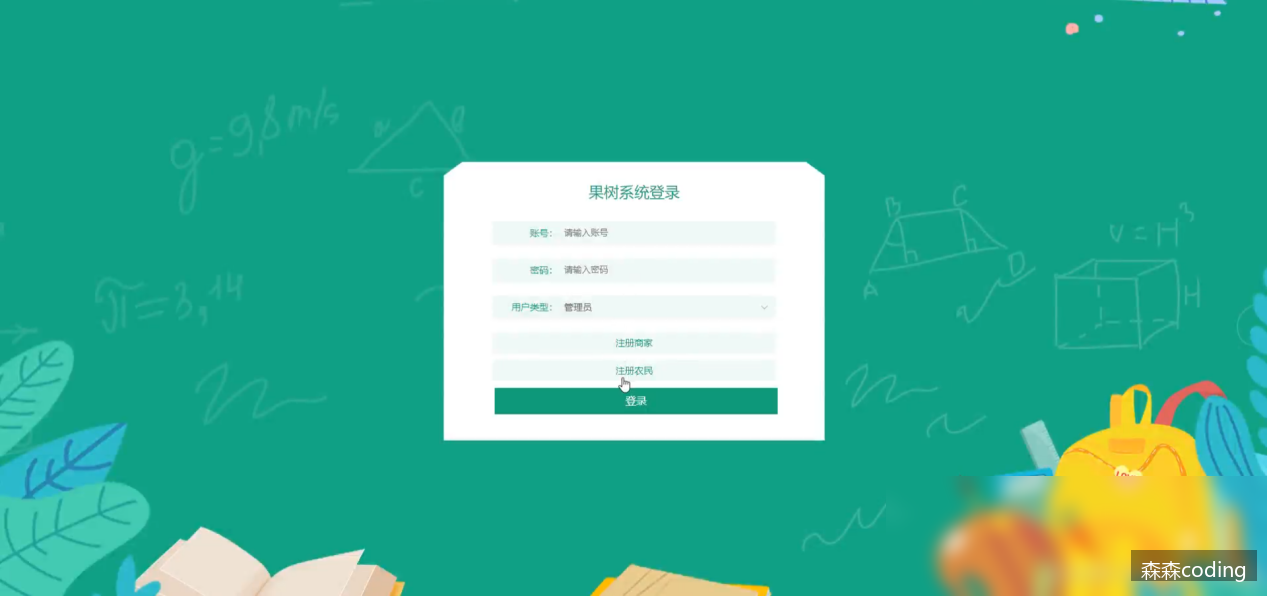 g=9,8m/s
a
C
果树系统登录
账号：请输入账号
密码：请输入密码
用户类型：管理员
注册商家
注册农民
登录
B
C
A
D
V=H³
H
π=3,14
森森coding